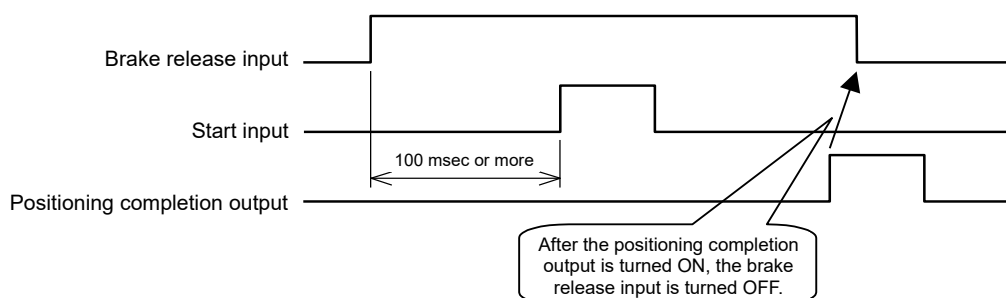 Brake release input
Start input
100 msec or more
Positioning completion output
After the positioning completion
output is turned ON, the brake
release input is turned OFF.